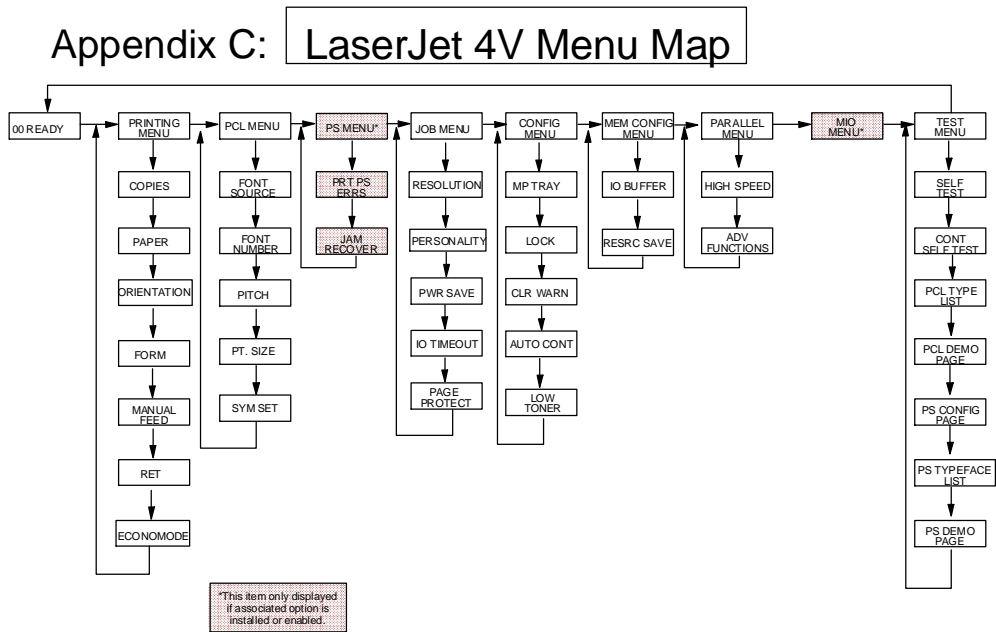 Appendix C: LaserJet 4V Menu Map
00 READY
PRINTING
MENU
COPIES
PAPER
ORIENTATION
FORM
MANUAL
FEED
RET
ECONOMODE
PCL MENU
FONT
SOURCE
FONT
NUMBER
PITCH
PT. SIZE
SYM SET
PS MENU*
PRT PS
ERRS
JAM
RECOVER
JOB MENU
RESOLUTION
PERSONALITY
PWR SAVE
IO TIMEOUT
PAGE
PROTECT
CONFIG
MENU
MP TRAY
LOCK
CLR WARN
AUTO CONT
LOW
TONER
MEM CONFIG
MENU
IO BUFFER
RESRC SAVE
PARALLEL
MENU
HIGH SPEED
ADV
FUNCTIONS
MIO
MENU*
TEST
MENU
SELF
TEST
CONT
SELF TEST
PCL TYPE
LIST
PCL DEMO
PAGE
PS CONFIG
PAGE
PS TYPEFACE
LIST
PS DEMO
PAGE
*This item only displayed
if associated option is
installed or enabled.